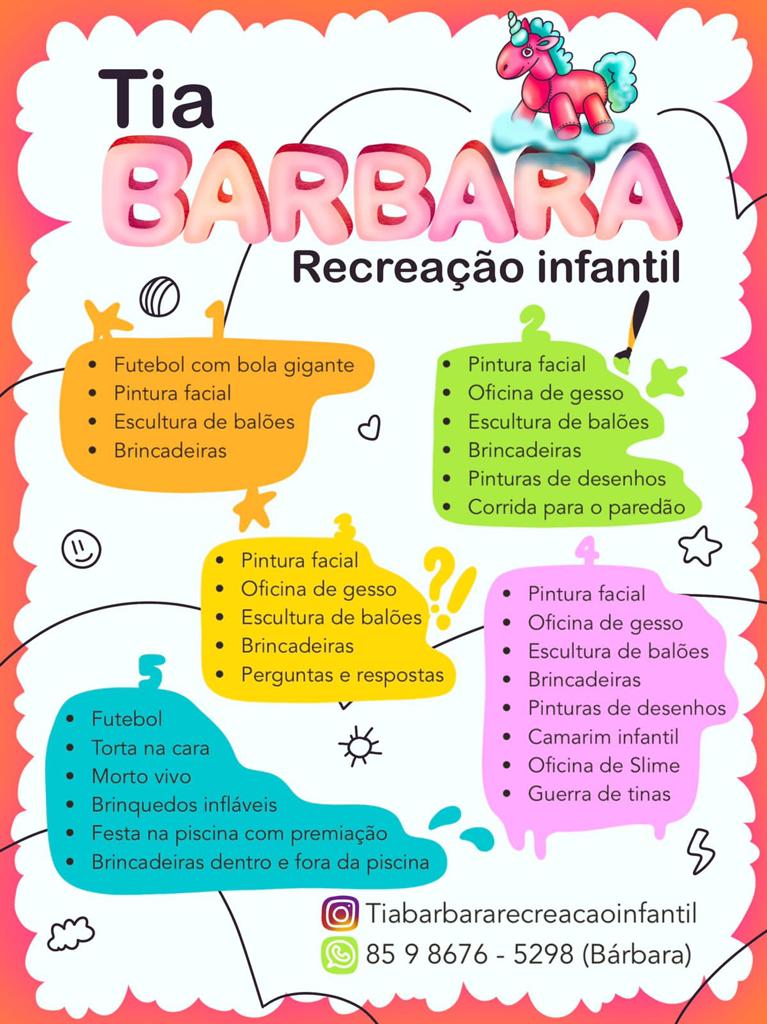 Tia
BARBARA
Recreação infantil
1
• Futebol com bola gigante
• Pintura facial
• Escultura de balões
• Brincadeiras
2
• Pintura facial
• Oficina de gesso
• Escultura de balões
• Brincadeiras
• Pinturas de desenhos
• Corrida para o paredão
3
• Pintura facial
• Oficina de gesso
• Escultura de balões
• Brincadeiras
• Perguntas e respostas
?!
4
• Pintura facial
• Oficina de gesso
• Escultura de balões
• Brincadeiras
• Pinturas de desenhos
• Camarim infantil
• Oficina de Slime
• Guerra de tinas
5
• Futebol
• Torta na cara
• Morto vivo
• Brinquedos infláveis
• Festa na piscina com premiação
• Brincadeiras dentro e fora da piscina
Tiabarbararecreacaoinfantil
85 9 8676 - 5298 (Bárbara)